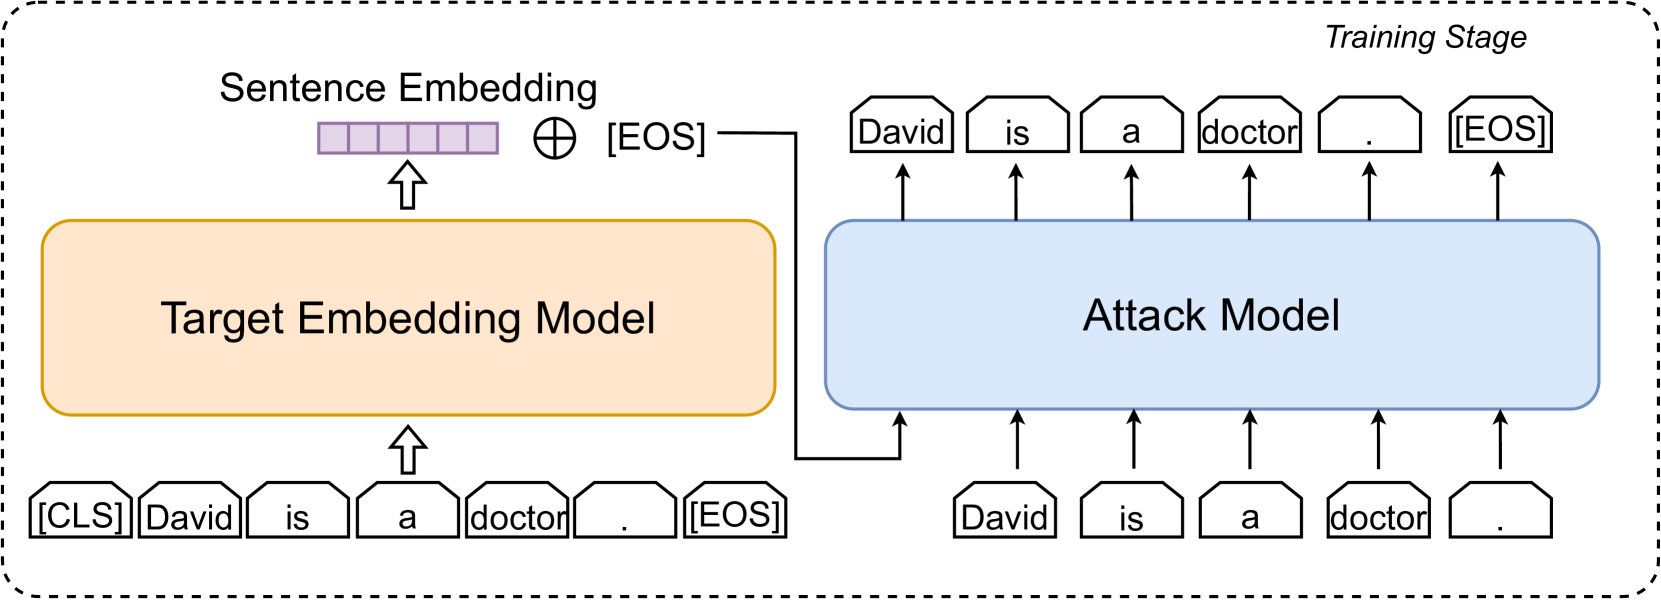 Training Stage
Sentence Embedding
[EOS]
David is a doctor . [EOS]
Target Embedding Model
Attack Model
[CLS] David is a doctor . [EOS]
David is a doctor .